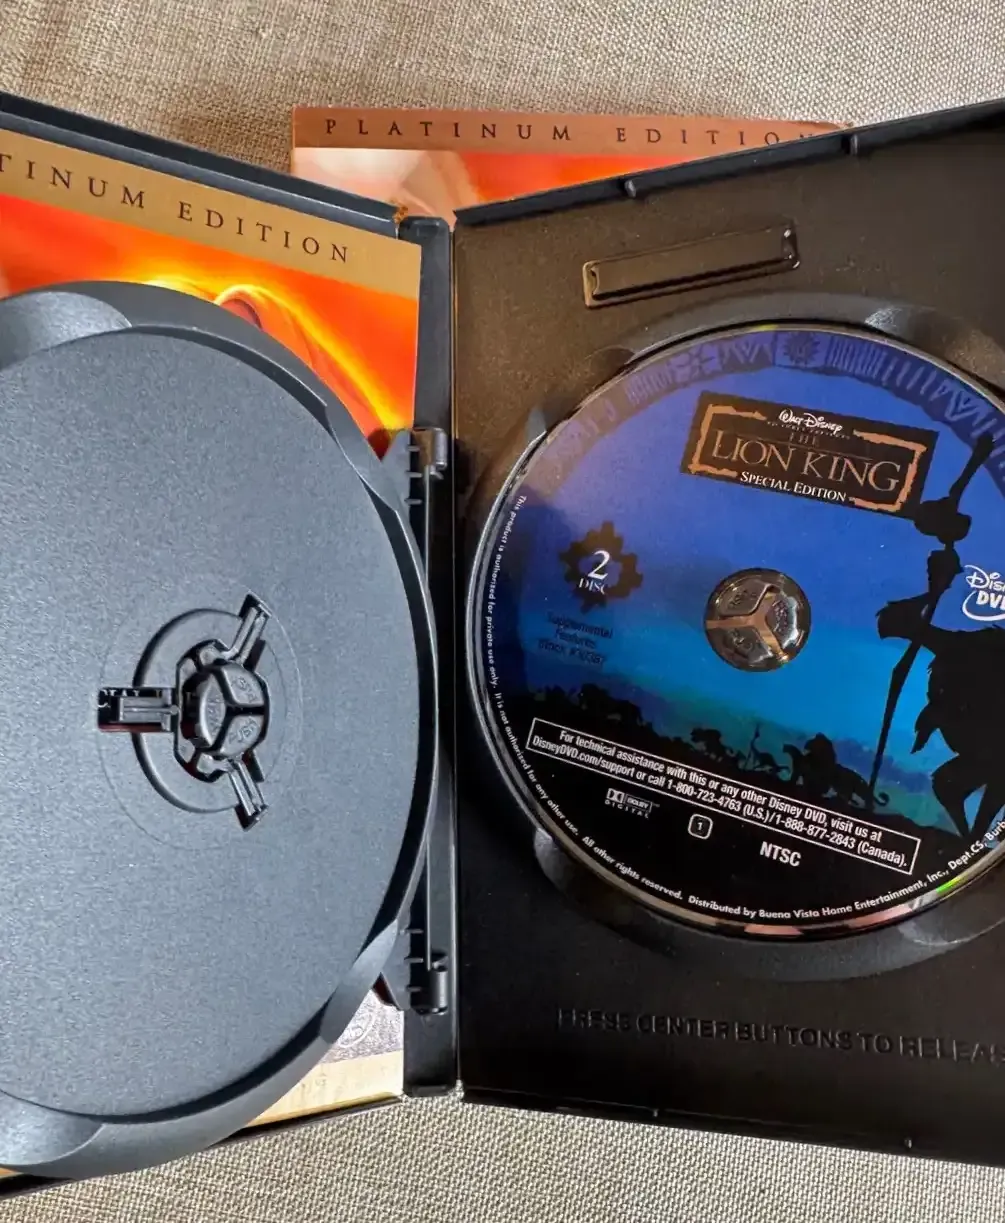 PLATINUM EDITION
TINUM EDITION
WALT DISNEY
PICTURES PRESENTS
THE
LION KING
SPECIAL EDITION
2
DISC
Supplemental
Features
Disney
DVD
For technical assistance with this or any other Disney DVD, visit us at
DisneyDVD.com/support or call 1-800-723-4763 (U.S.)/1-888-877-2843 (Canada).
DOLBY
DIGITAL
1
NTSC
This product is authorized for private use only. It is not authorized for any other use. All other rights reserved. Distributed by Buena Vista Home Entertainment, Inc., Dept. CS, Burb
PRESS CENTER BUTTONS TO RELEAS